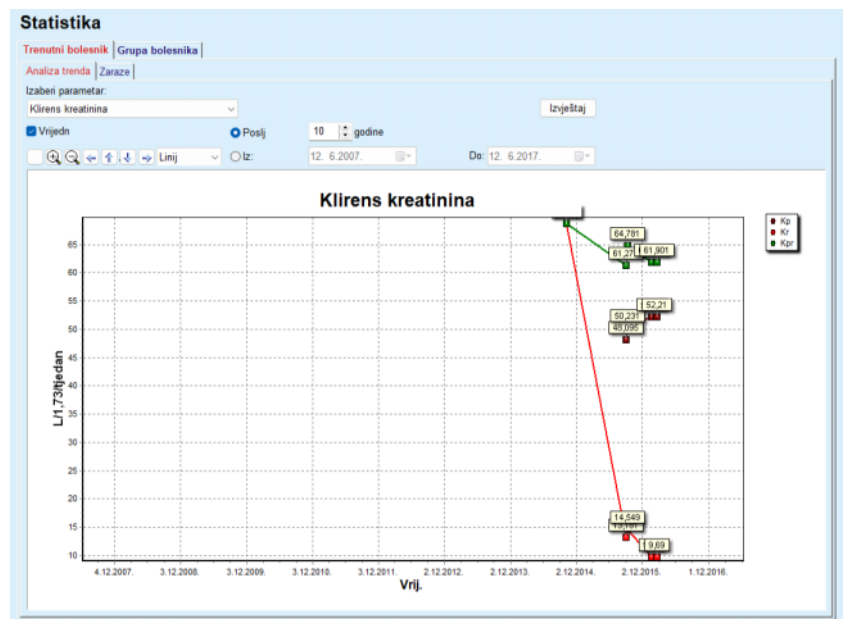 Statistika
Trenutni bolesnik Grupa bolesnika
Analiza trenda Zaraze
Izaberi parametar:
Klirens kreatinina Izvještaj
Vrijedn Poslj 10 godine
Linij Iz: 12. 6.2007. Do: 12. 6.2017.
Klirens kreatinina
Kp
Kr
Kpr
64,781
61,901
61,27
52,21
50,231
48,095
14,549
9,69
65
60
55
50
45
40
35
30
25
20
15
10
L/1,73/tjedan
4.12.2007. 3.12.2008. 3.12.2009. 3.12.2010. 3.12.2011. 2.12.2012. 2.12.2013. 2.12.2014. 2.12.2015. 1.12.2016.
Vrij.